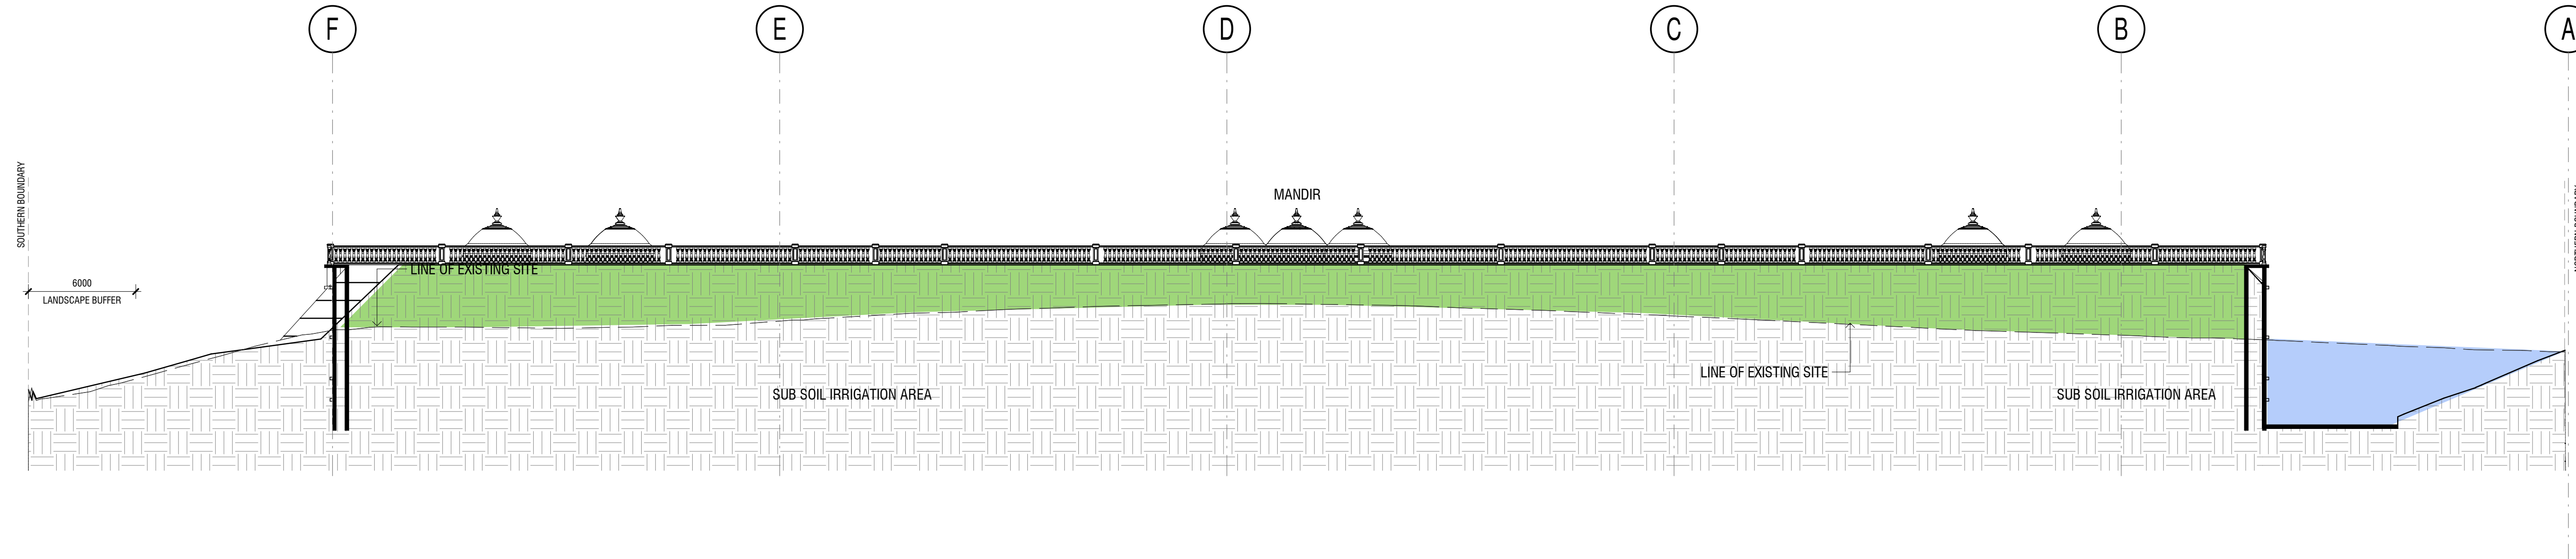 F
E
D
C
B
A
SOUTHERN BOUNDARY
MANDIR
LINE OF EXISTING SITE
6000
LANDSCAPE BUFFER
LINE OF EXISTING SITE
SUB SOIL IRRIGATION AREA
SUB SOIL IRRIGATION AREA